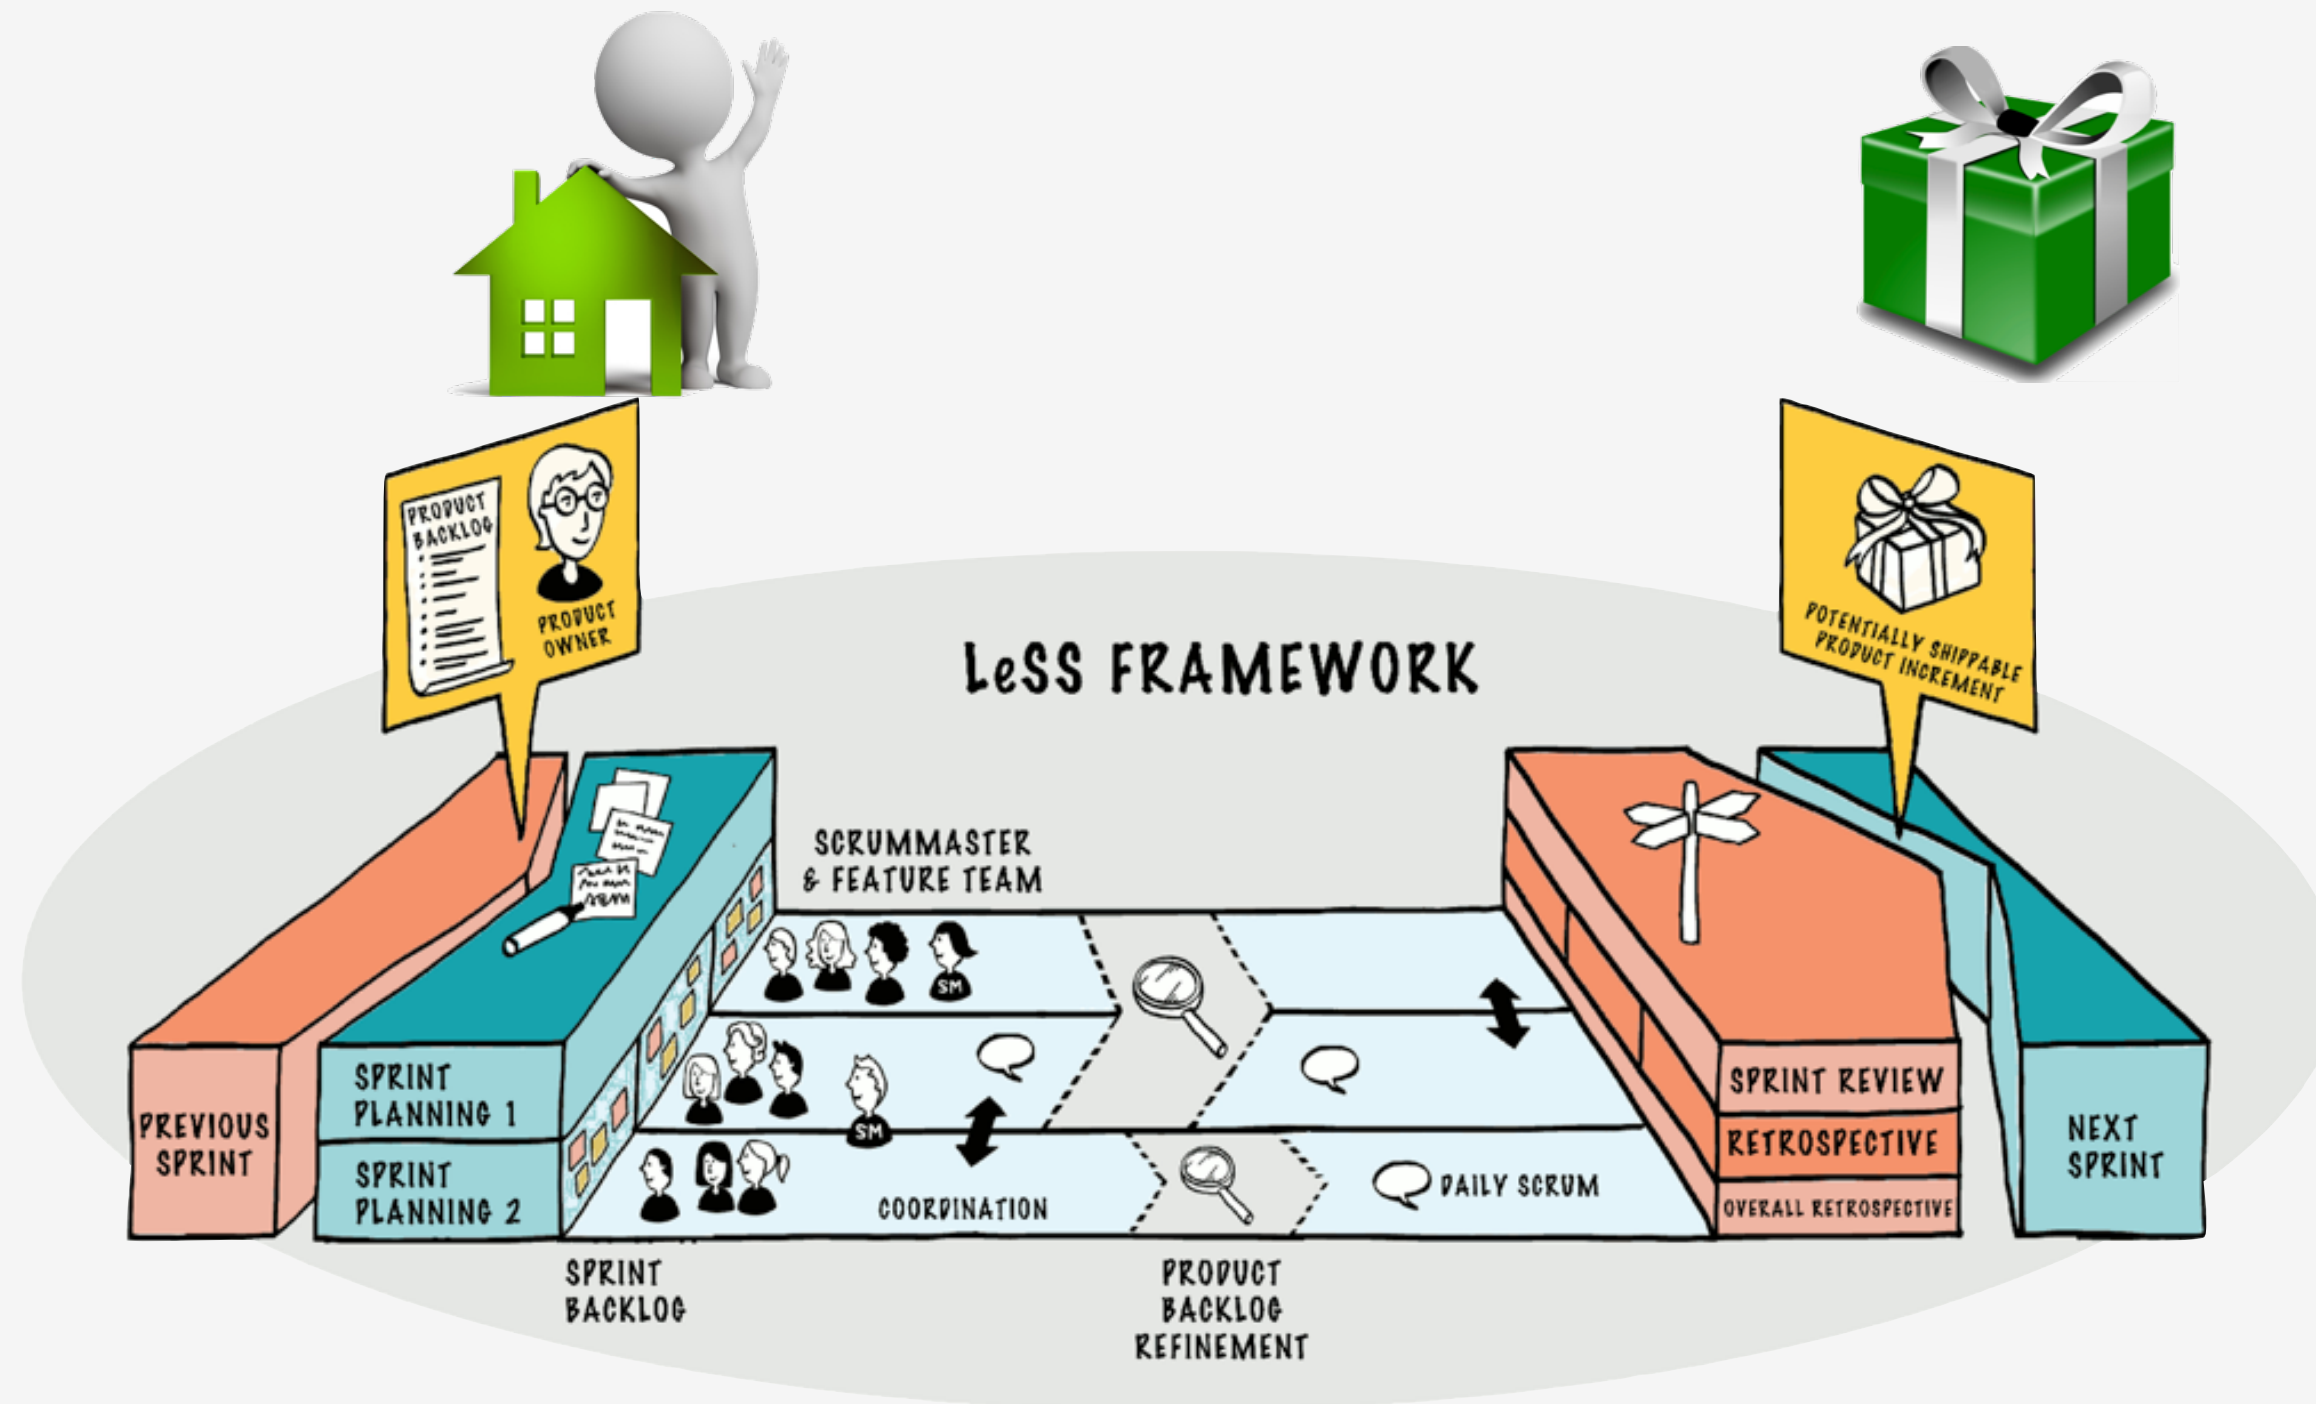 PRODUCT
BACKLOG
PRODUCT
OWNER
POTENTIALLY SHIPPABLE
PRODUCT INCREMENT
LeSS FRAMEWORK
SCRUMMASTER
& FEATURE TEAM
SM
SM
PREVIOUS
SPRINT
SPRINT
PLANNING 1
SPRINT
PLANNING 2
COORDINATION
DAILY SCRUM
SPRINT REVIEW
RETROSPECTIVE
OVERALL RETROSPECTIVE
NEXT
SPRINT
SPRINT
BACKLOG
PRODUCT
BACKLOG
REFINEMENT